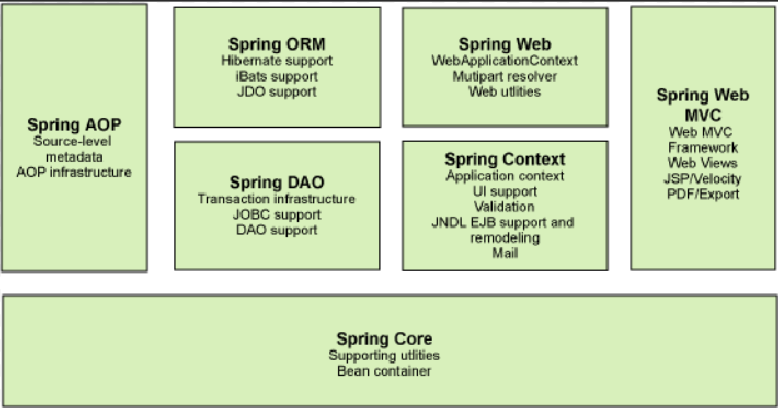 Spring AOP
Source-level
metadata
AOP infrastructure
Spring ORM
Hibernate support
iBats support
JDO support
Spring DAO
Transaction infrastructure
JOBC support
DAO support
Spring Web
WebApplicationContext
Mutipart resolver
Web utlities
Spring Context
Application context
UI support
Validation
JNDL EJB support and
remodeling
Mail
Spring Web
MVC
Web MVC
Framework
Web Views
JSP/Velocity
PDF/Export
Spring Core
Supporting utlities
Bean container